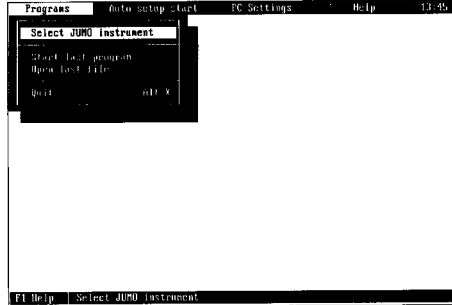 Programs Auto setup start PC Settings Help 13:45
Select JUMO instrument
Start last program
Open last file
Quit Alt X
F1 Help Select JUMO instrument